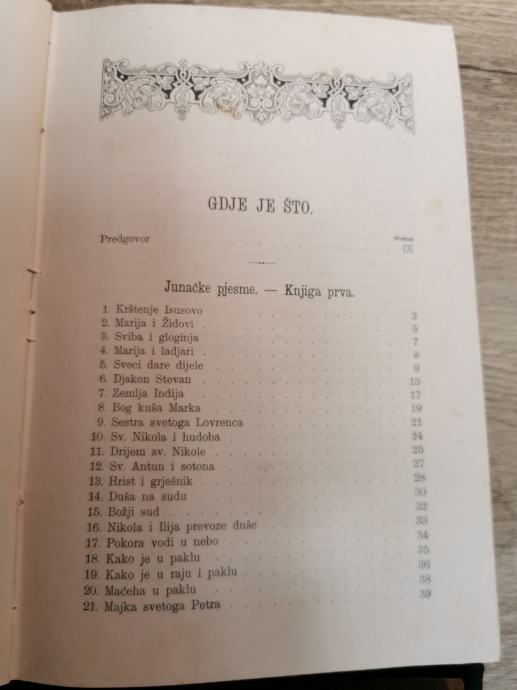 GDJE JE ŠTO.
Predgovor . . . . . . . . . . . . . . . IX
Junačke pjesme. — Knjiga prva.
1. Krštenje Isusovo . . . . . . . . . . . . 3
2. Marija i Židovi . . . . . . . . . . . . 5
3. Sviba i gloginja . . . . . . . . . . . . 7
4. Marija i ladjari . . . . . . . . . . . . 8
5. Sveci dare dijele . . . . . . . . . . . . 9
6. Djakon Stevan . . . . . . . . . . . . 15
7. Zemlja Indija . . . . . . . . . . . . 17
8. Bog kuša Marka . . . . . . . . . . . . 19
9. Sestra svetoga Lovrenca . . . . . . . . . . . . 21
10. Sv. Nikola i hudoba . . . . . . . . . . . . 24
11. Drijem sv. Nikole . . . . . . . . . . . . 25
12. Sv. Antun i sotona . . . . . . . . . . . . 27
13. Hrist i grješnik . . . . . . . . . . . . 28
14. Duša na sudu . . . . . . . . . . . . 30
15. Božji sud . . . . . . . . . . . . 32
16. Nikola i Ilija prevoze duše . . . . . . . . . . . . 33
17. Pokora vodi u nebo . . . . . . . . . . . . 34
18. Kako je u paklu . . . . . . . . . . . . 35
19. Kako je u raju i paklu . . . . . . . . . . . . 36
20. Maćeha u paklu . . . . . . . . . . . . 38
21. Majka svetoga Petra . . . . . . . . . . . . 39